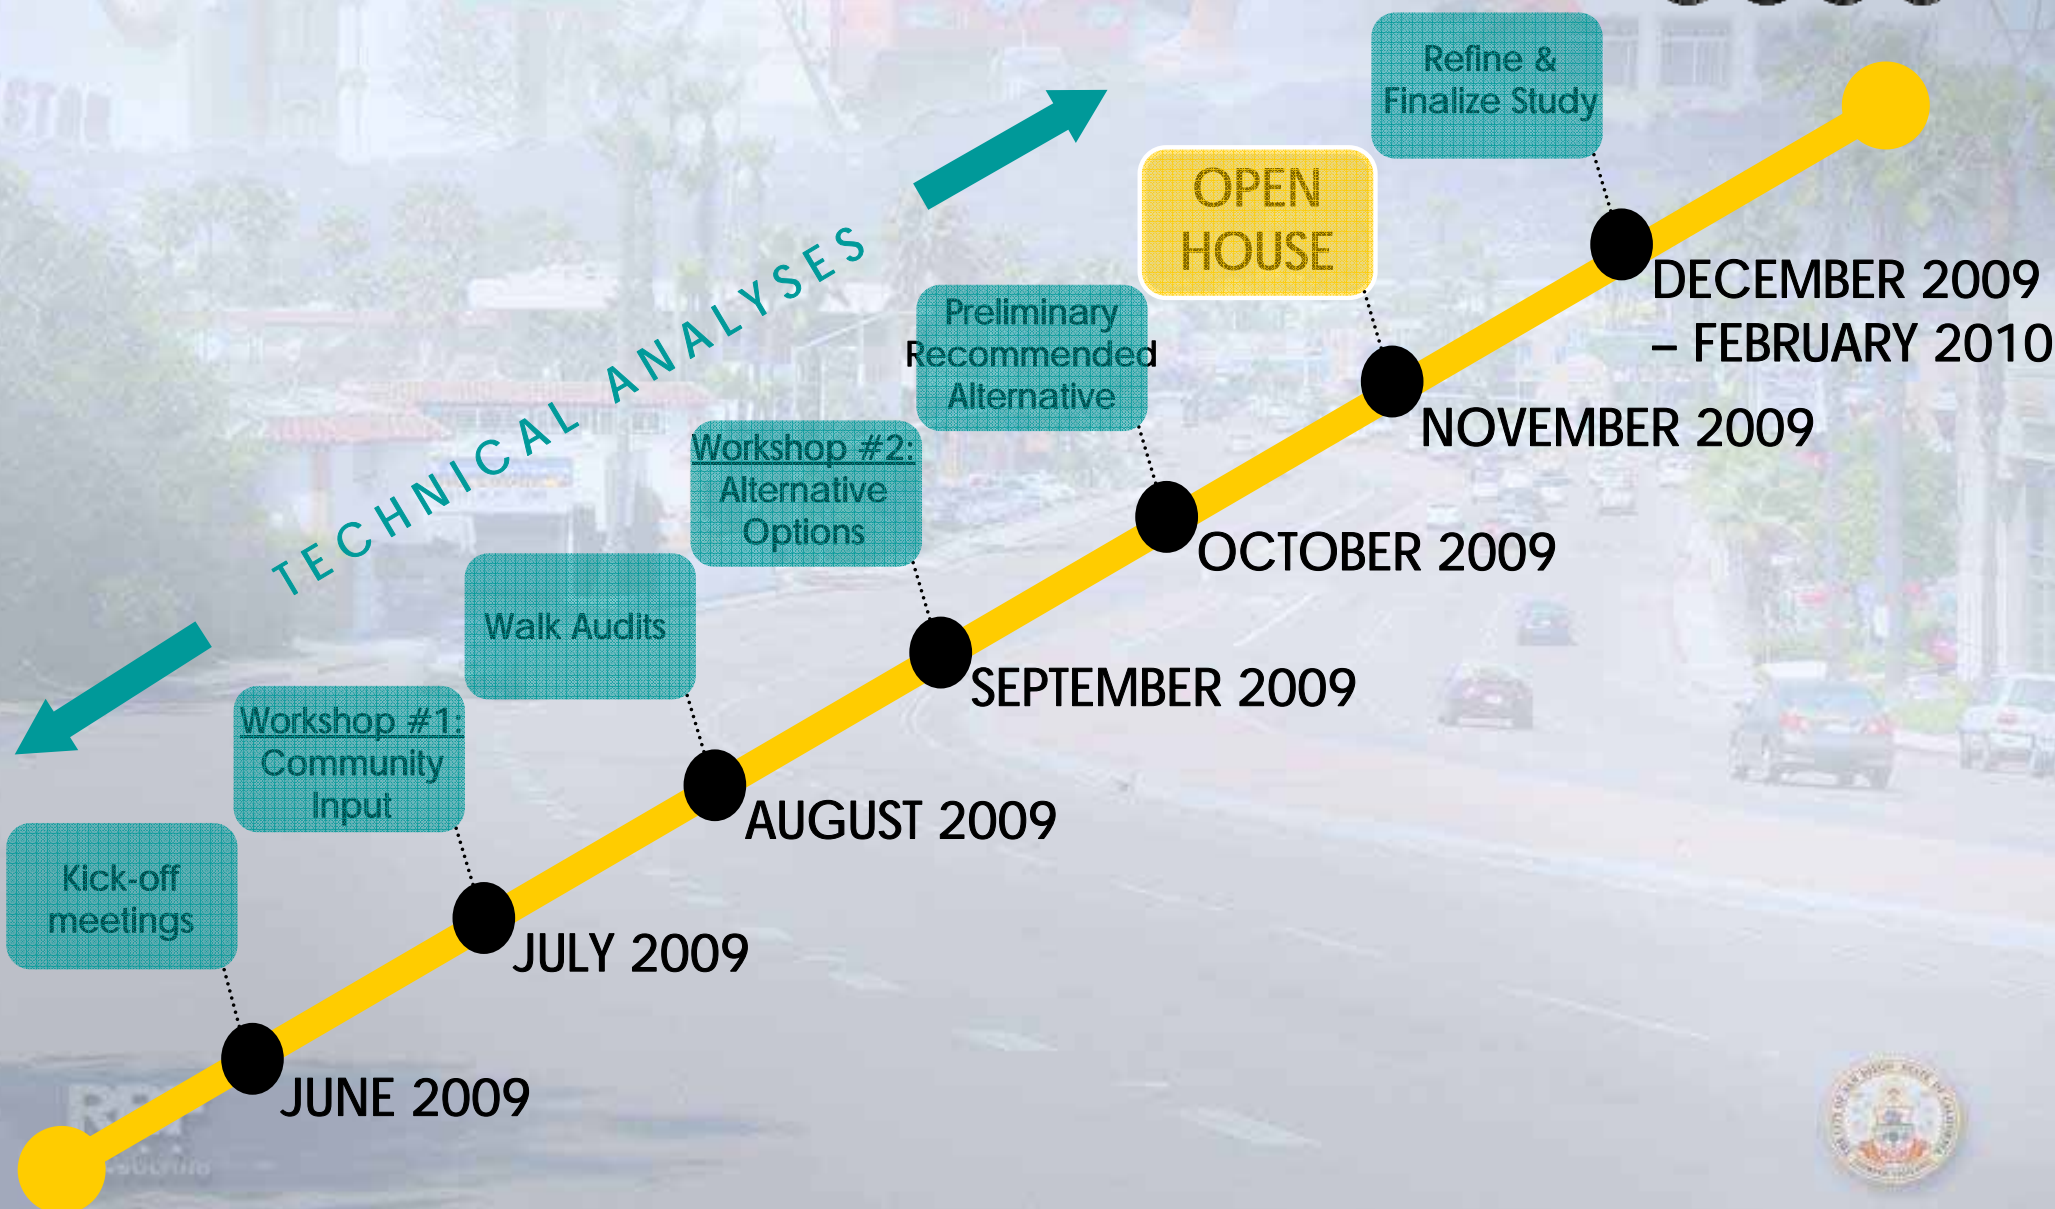 Refine &
Finalize Study
OPEN
HOUSE
DECEMBER 2009
– FEBRUARY 2010
TECHNICAL ANALYSES
Preliminary
Recommended
Alternative
NOVEMBER 2009
Workshop #2:
Alternative
Options
OCTOBER 2009
Walk Audits
SEPTEMBER 2009
Workshop #1:
Community
Input
AUGUST 2009
Kick-off
meetings
JULY 2009
JUNE 2009